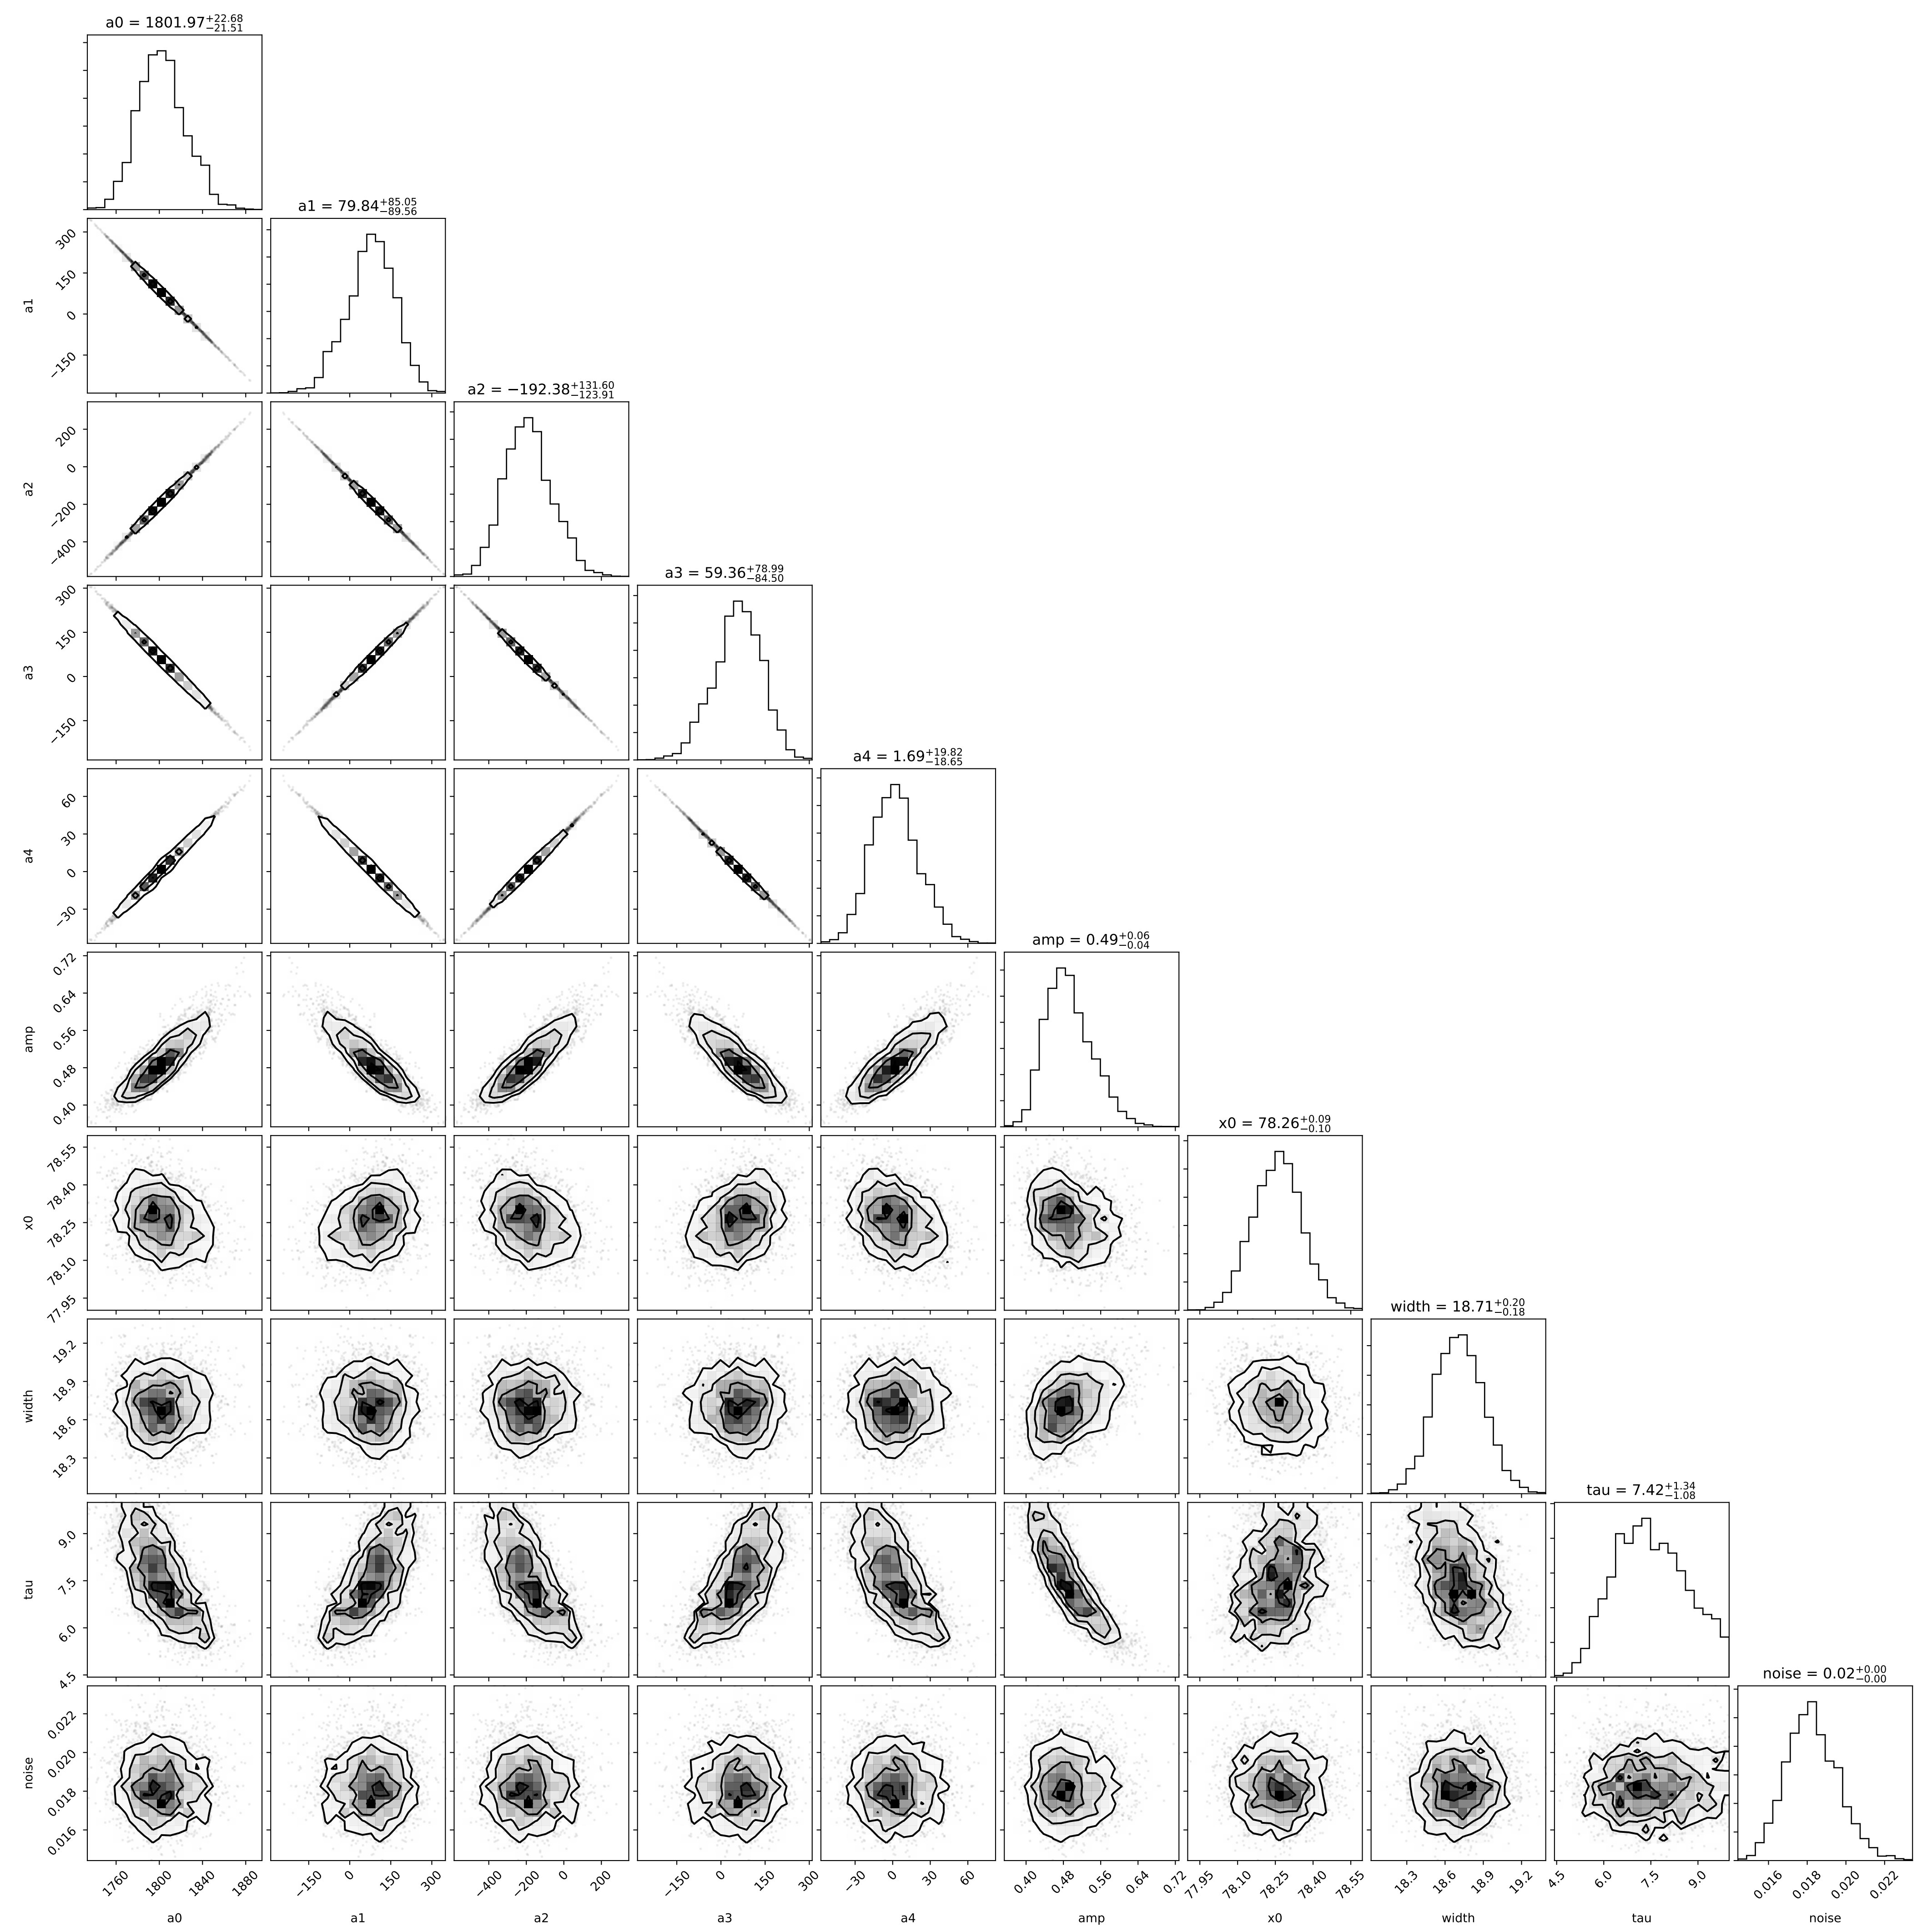 a0 = 1801.97+22.68−21.51
a1 = 79.84+85.05−89.56
300
150
0
−150
a1
a2 = −192.38+131.60−123.91
200
0
−200
−400
a2
a3 = 59.36+78.99−84.50
300
150
0
−150
a3
a4 = 1.69+19.82−18.65
60
30
0
−30
a4
amp = 0.49+0.06−0.04
0.72
0.64
0.56
0.48
0.40
amp
x0 = 78.26+0.09−0.10
78.55
78.40
78.25
78.10
77.95
x0
width = 18.71+0.20−0.18
19.2
18.9
18.6
18.3
width
tau = 7.42+1.34−1.08
9.0
7.5
6.0
4.5
tau
noise = 0.02+0.00−0.00
0.022
0.020
0.018
0.016
noise
1760 1800 1840 1880 −150 0 150 300 −400 −200 0 200 −150 0 150 300 −30 0 30 60 0.40 0.48 0.56 0.64 0.72 77.95 78.10 78.25 78.40 78.55 18.3 18.6 18.9 19.2 4.5 6.0 7.5 9.0 0.016 0.018 0.020 0.022
a0 a1 a2 a3 a4 amp x0 width tau noise